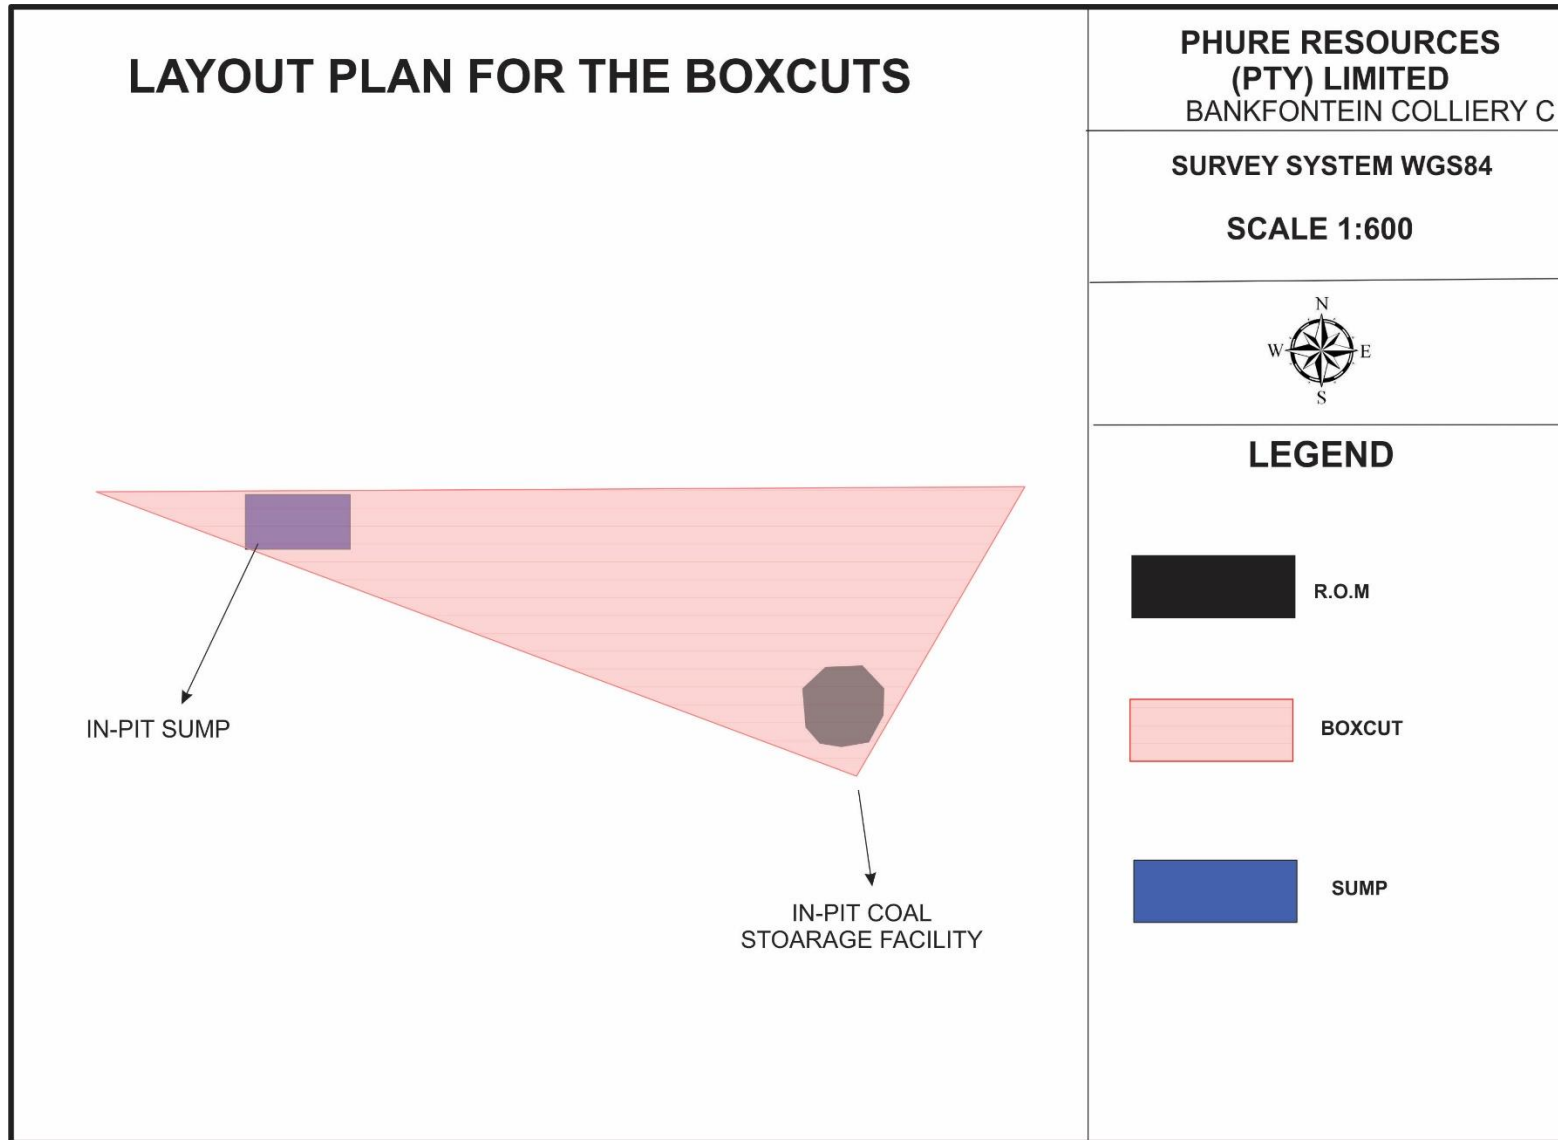 LAYOUT PLAN FOR THE BOXCUTS
IN-PIT SUMP
IN-PIT COAL
STOARAGE FACILITY
PHURE RESOURCES
(PTY) LIMITED
BANKFONTEIN COLLIERY C
SURVEY SYSTEM WGS84
SCALE 1:600
N
W E
S
LEGEND
R.O.M
BOXCUT
SUMP